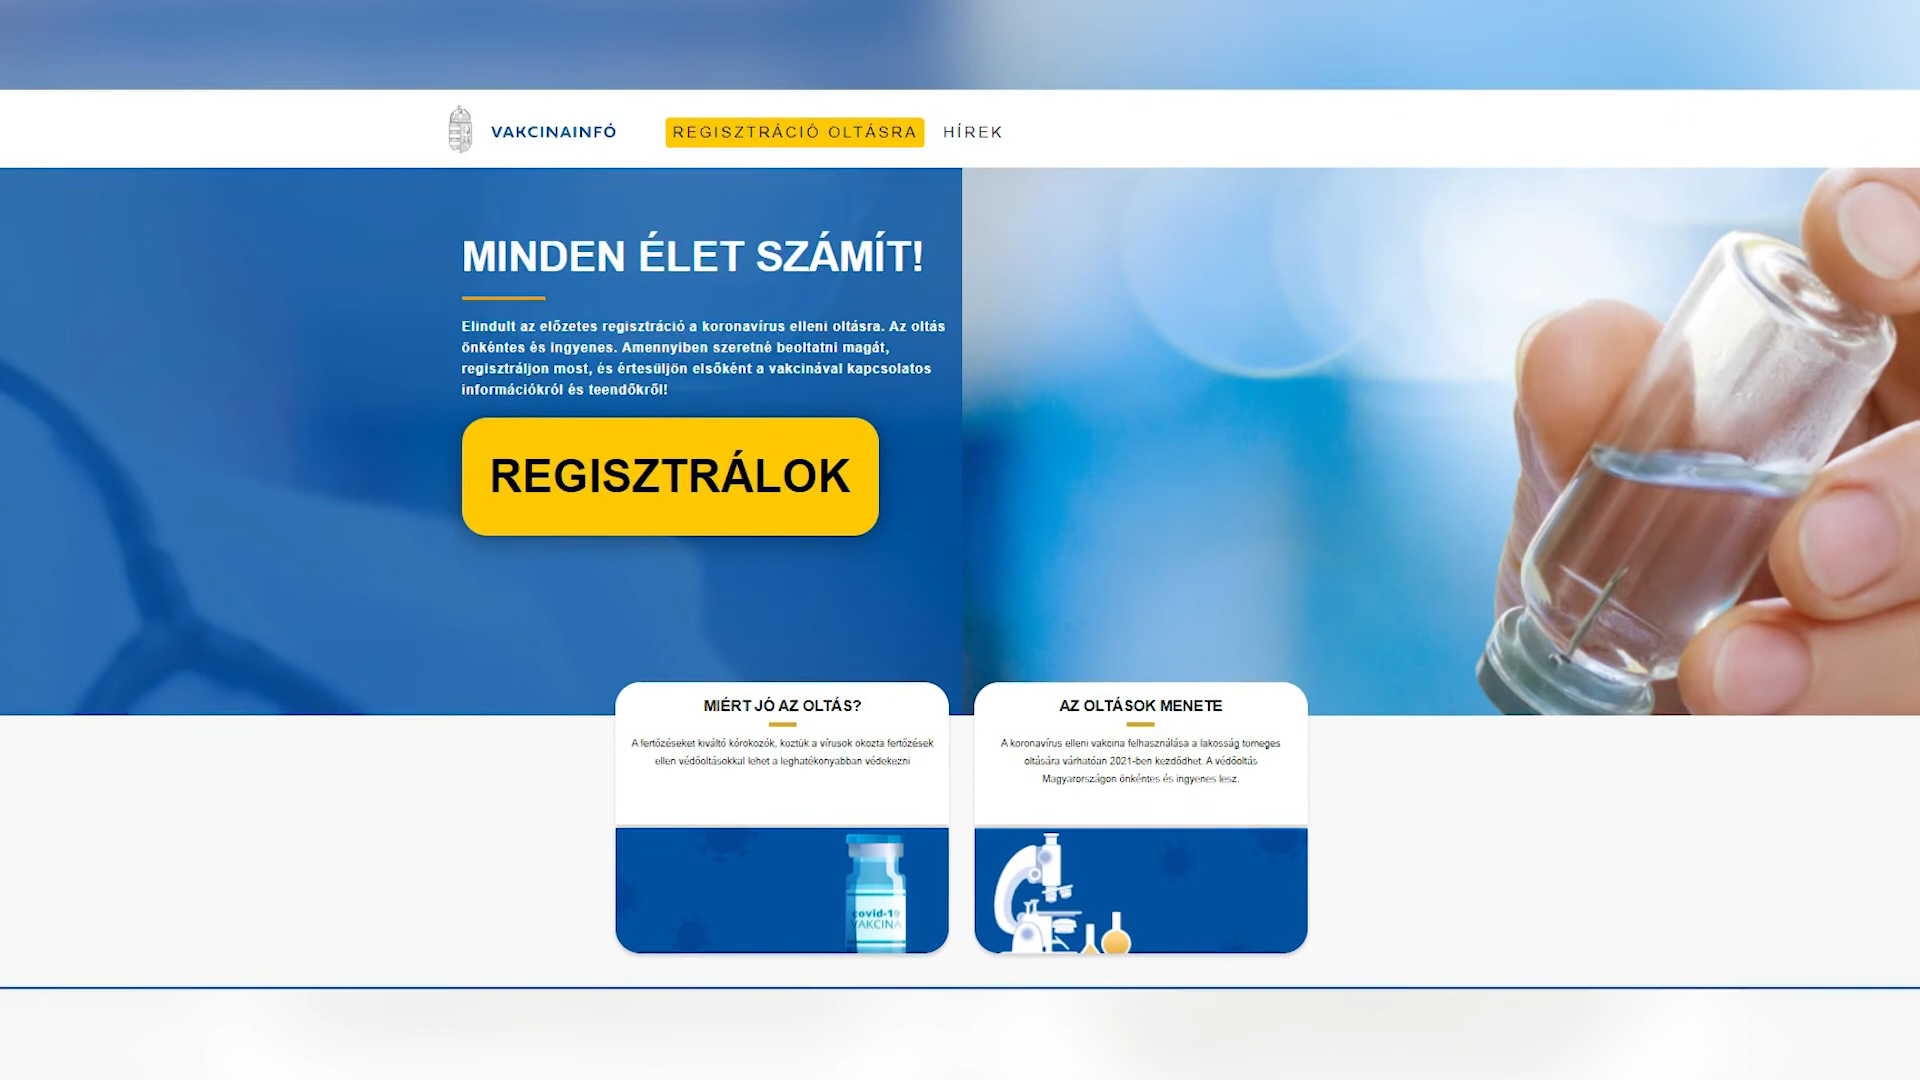 VAKCINAINFÓ
REGISZTRÁCIÓ OLTÁSRA
HÍREK
MINDEN ÉLET SZÁMÍT!
Elindult az előzetes regisztráció a koronavírus elleni oltásra. Az oltás
önkéntes és ingyenes. Amennyiben szeretné beoltatni magát,
regisztráljon most, és értesüljön elsőként a vakcinával kapcsolatos
információkról és teendőkről!
REGISZTRÁLOK
MIÉRT JÓ AZ OLTÁS?
A fertőzéseket kiváltó kórokozók, köztük a vírusok okozta fertőzések
ellen védőoltásokkal lehet a leghatékonyabban védekezni
covid-19
VAKCINA
AZ OLTÁSOK MENETE
A koronavírus elleni vakcina felhasználása a lakosság tömeges
oltására várhatóan 2021-ben kezdődhet. A védőoltás
Magyarországon önkéntes és ingyenes lesz.